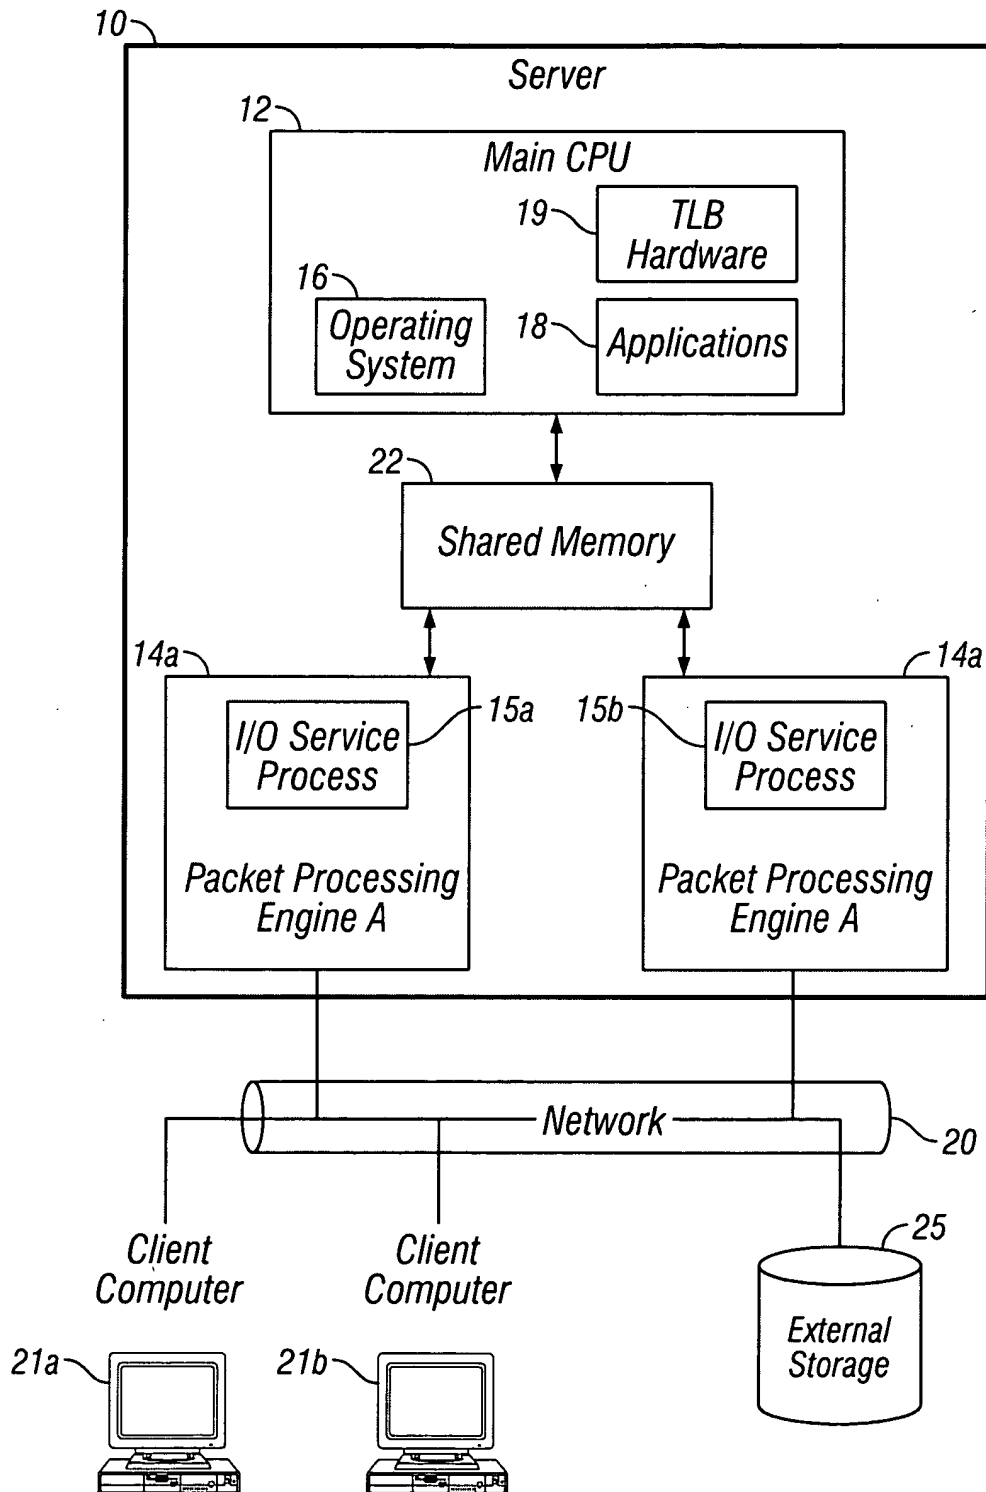 10
Server
12
Main CPU
19
TLB
Hardware
16
Operating
System
18
Applications
22
Shared Memory
14a
14a
I/O Service
Process
15a
15b
I/O Service
Process
Packet Processing
Engine A
Packet Processing
Engine A
Network
20
Client
Computer
Client
Computer
25
External
Storage
21a
21b